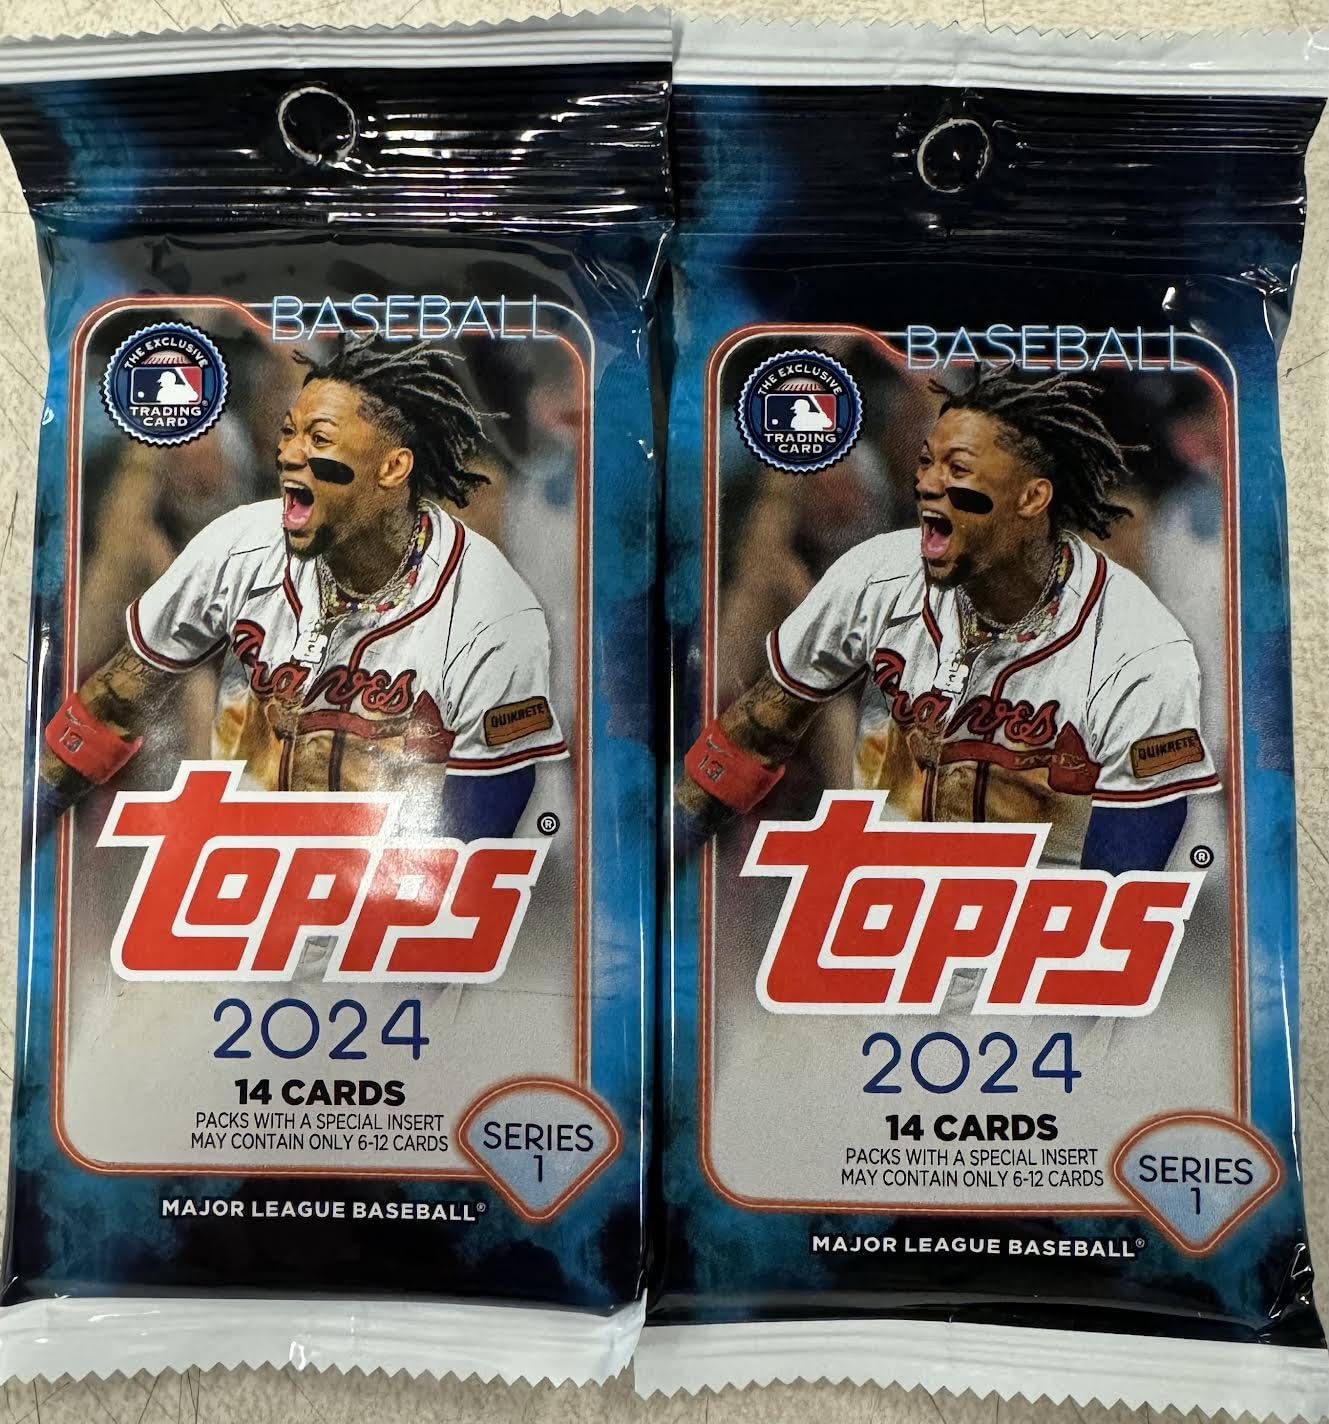 BASEBALL
THE EXCLUSIVE
TRADING
CARD
Braves
QUIKRETE
13
TOPPS®
2024
14 CARDS
PACKS WITH A SPECIAL INSERT
MAY CONTAIN ONLY 6-12 CARDS
SERIES
1
MAJOR LEAGUE BASEBALL®
BASEBALL
THE EXCLUSIVE
TRADING
CARD
Braves
QUIKRETE
13
TOPPS®
2024
14 CARDS
PACKS WITH A SPECIAL INSERT
MAY CONTAIN ONLY 6-12 CARDS
SERIES
1
MAJOR LEAGUE BASEBALL®